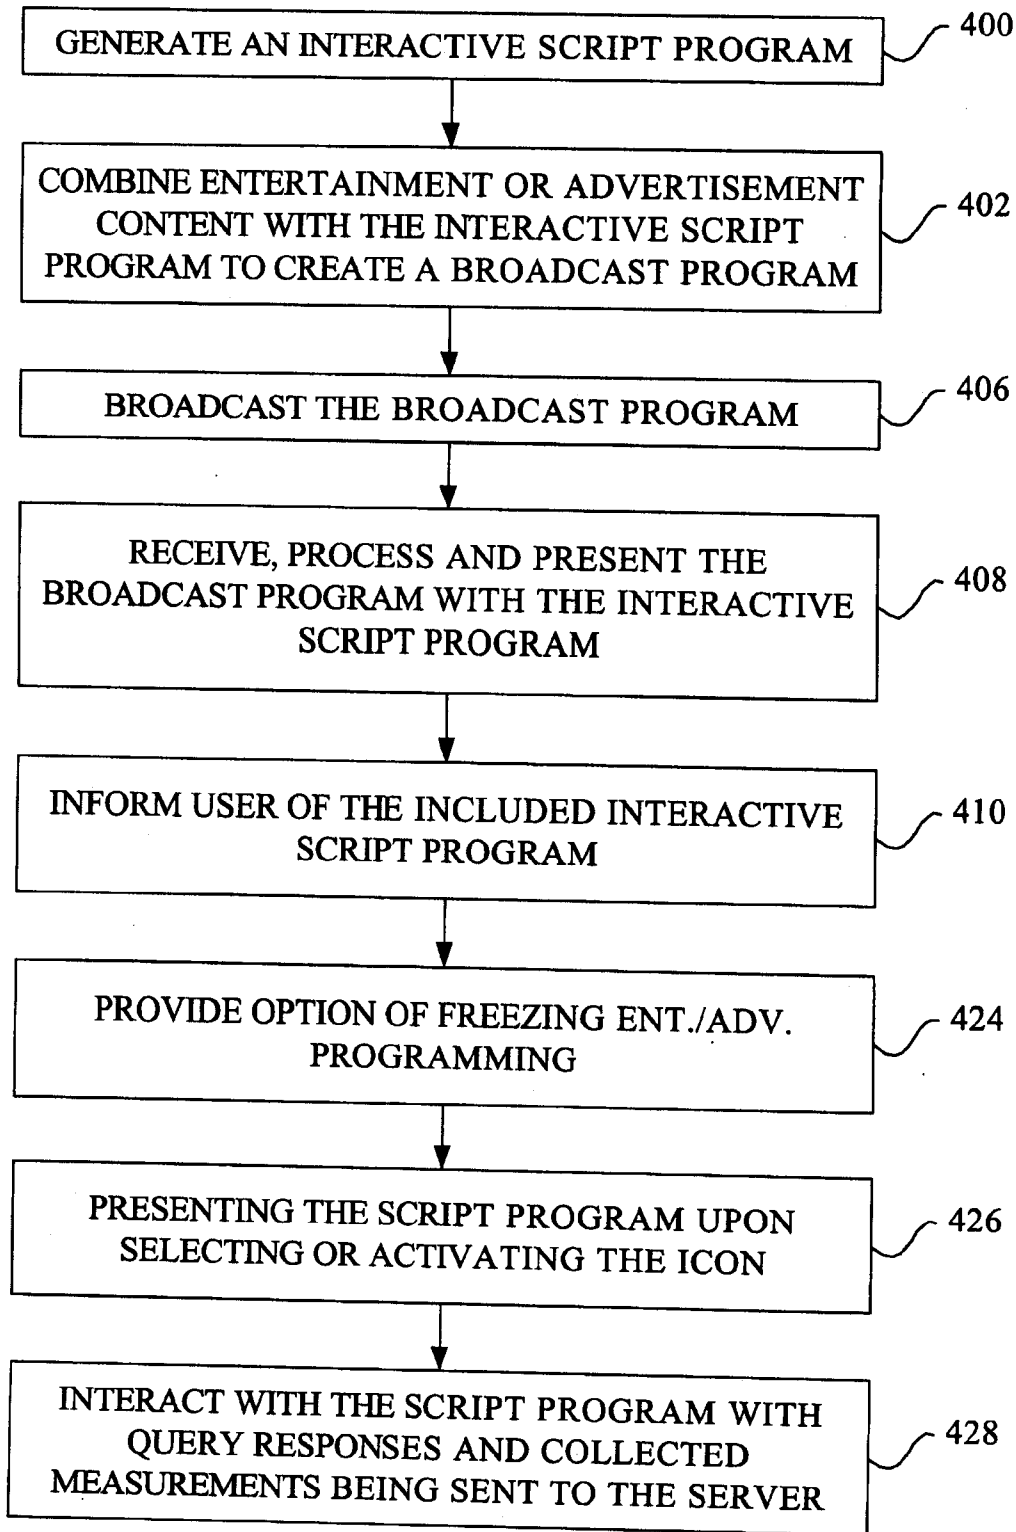 GENERATE AN INTERACTIVE SCRIPT PROGRAM
400
COMBINE ENTERTAINMENT OR ADVERTISEMENT
CONTENT WITH THE INTERACTIVE SCRIPT
PROGRAM TO CREATE A BROADCAST PROGRAM
402
BROADCAST THE BROADCAST PROGRAM
406
RECEIVE, PROCESS AND PRESENT THE
BROADCAST PROGRAM WITH THE INTERACTIVE
SCRIPT PROGRAM
408
INFORM USER OF THE INCLUDED INTERACTIVE
SCRIPT PROGRAM
410
PROVIDE OPTION OF FREEZING ENT./ADV.
PROGRAMMING
424
PRESENTING THE SCRIPT PROGRAM UPON
SELECTING OR ACTIVATING THE ICON
426
INTERACT WITH THE SCRIPT PROGRAM WITH
QUERY RESPONSES AND COLLECTED
MEASUREMENTS BEING SENT TO THE SERVER
428